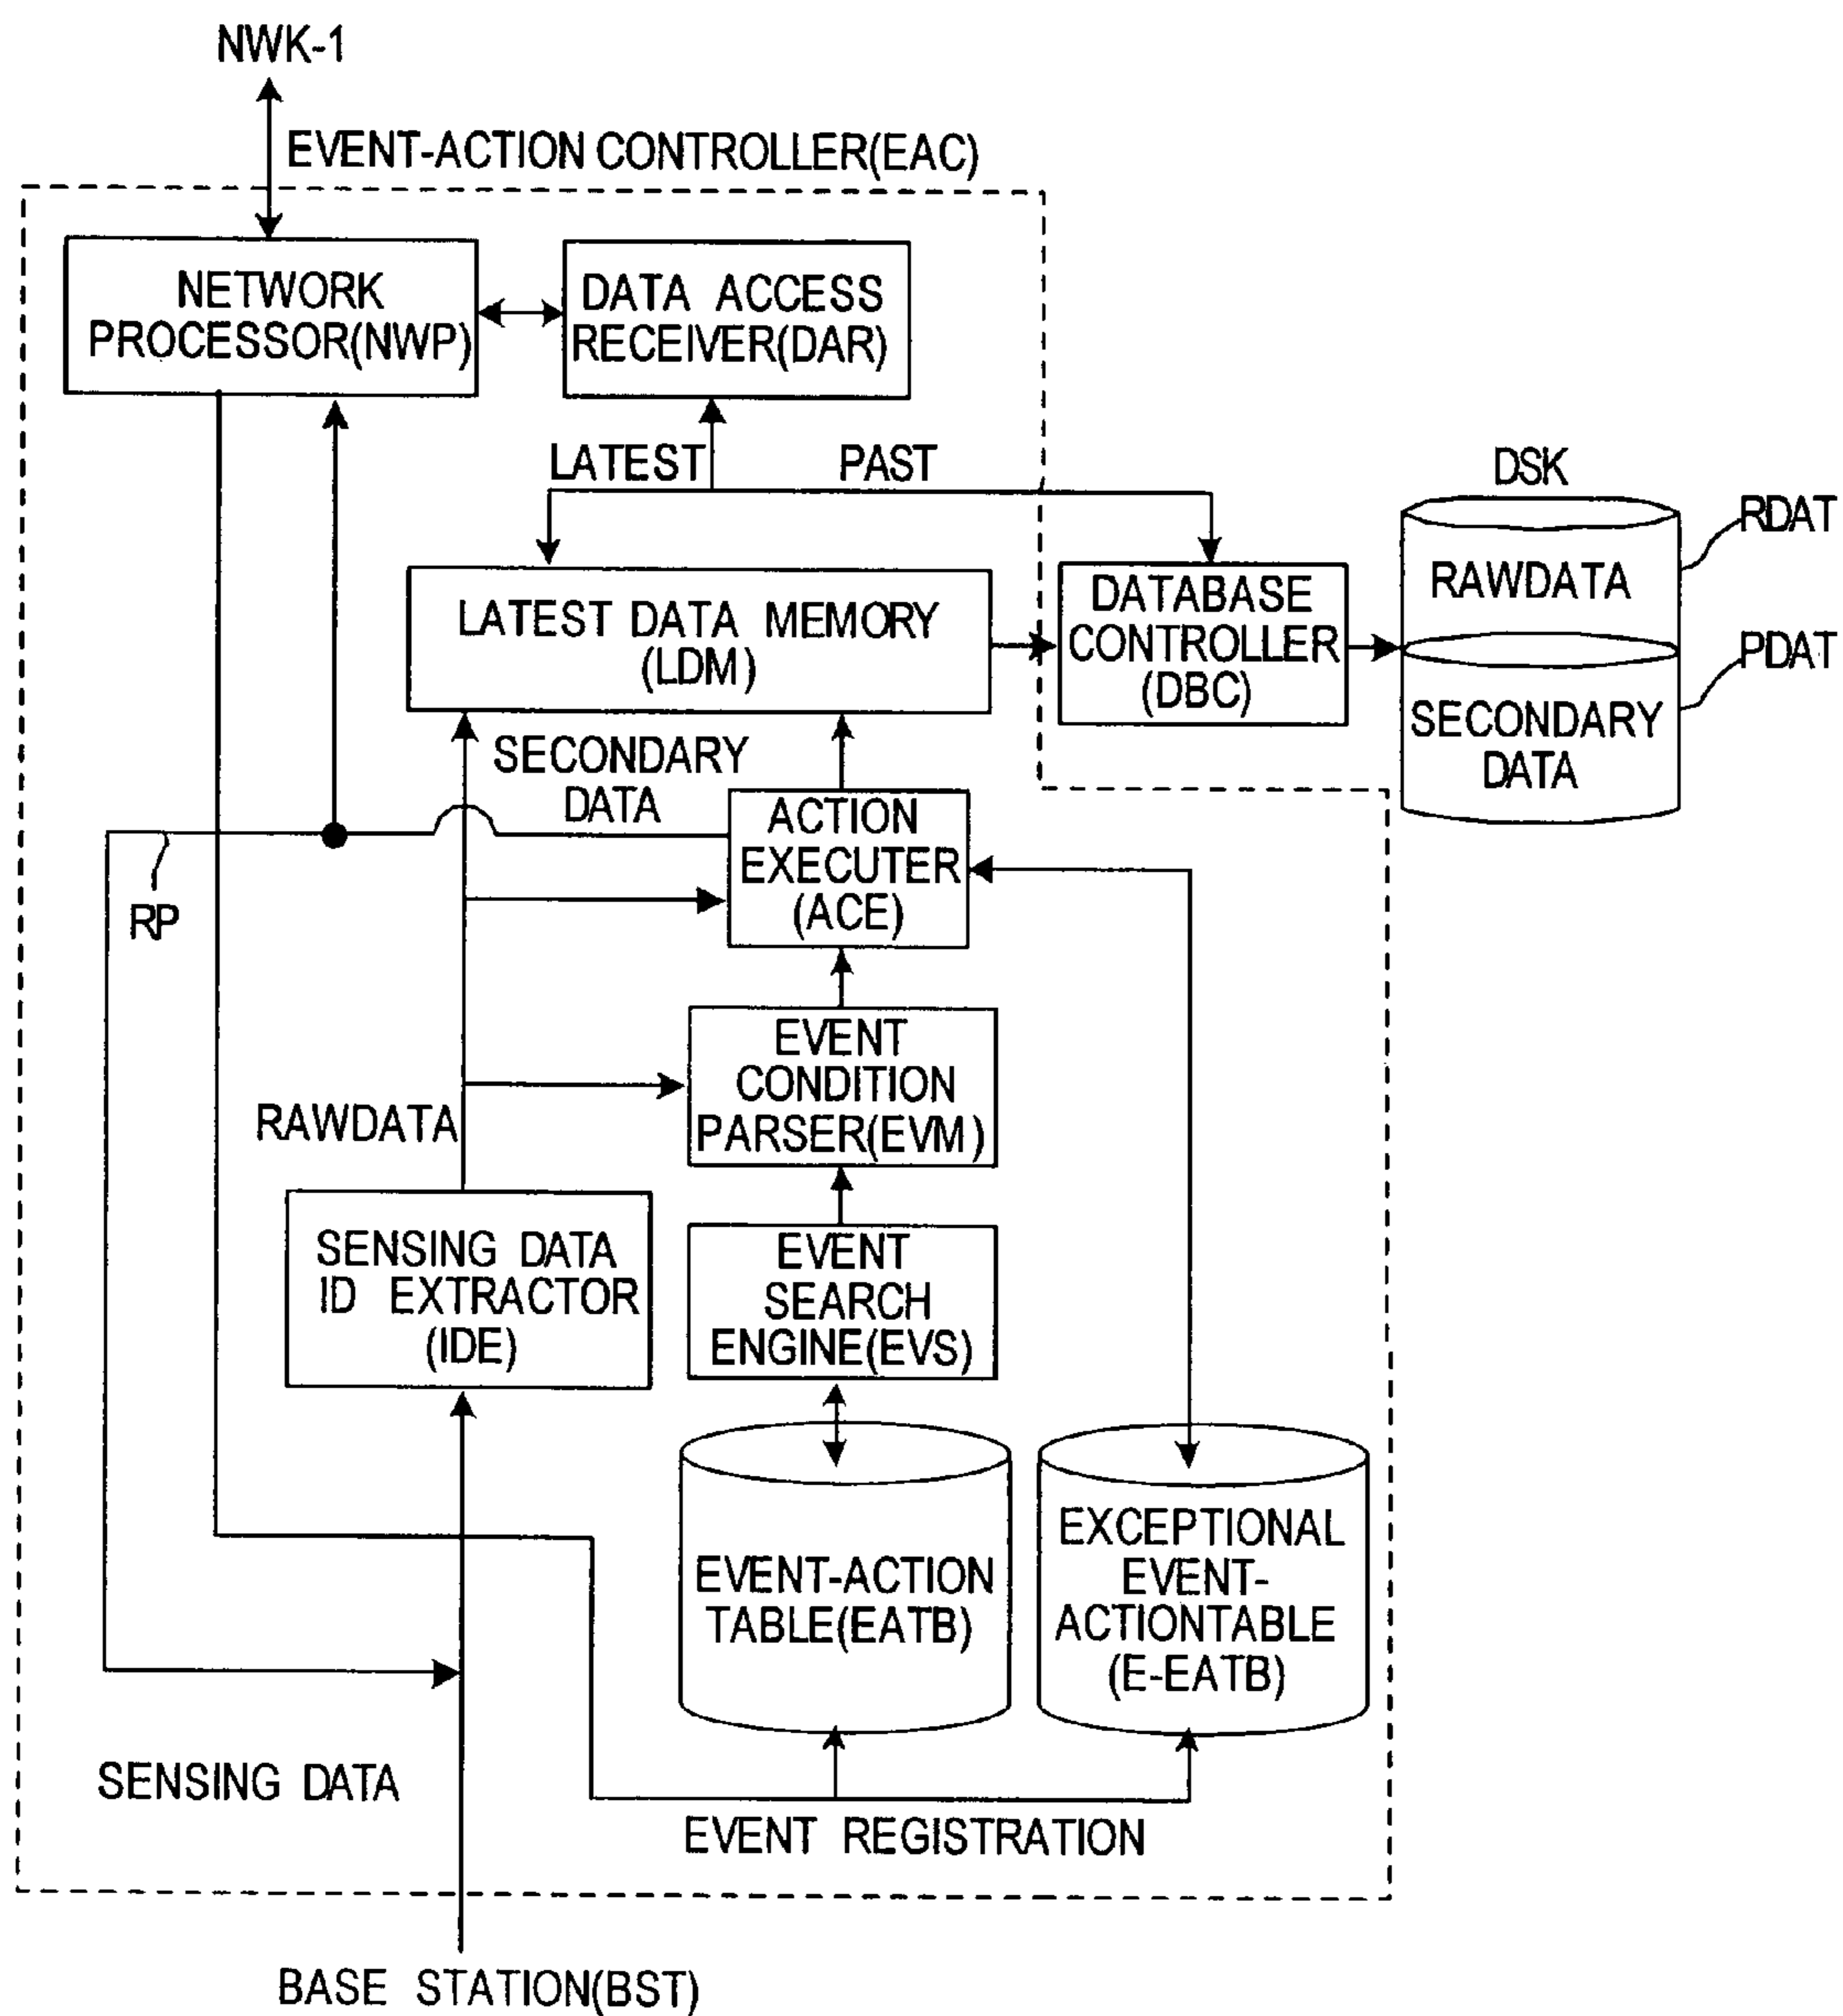 NWK-1
EVENT-ACTION CONTROLLER(EAC)
NETWORK
PROCESSOR(NWP)
DATA ACCESS
RECEIVER(DAR)
LATEST
PAST
DSK
RDAT
RAWDATA
PDAT
SECONDARY
DATA
LATEST DATA MEMORY
(LDM)
DATABASE
CONTROLLER
(DBC)
SECONDARY
DATA
ACTION
EXECUTER
(ACE)
RP
EVENT
CONDITION
PARSER(EVM)
RAWDATA
SENSING DATA
ID EXTRACTOR
(IDE)
EVENT
SEARCH
ENGINE(EVS)
EVENT-ACTION
TABLE(EATB)
EXCEPTIONAL
EVENT-
ACTIONTABLE
(E-EATB)
SENSING DATA
EVENT REGISTRATION
BASE STATION(BST)